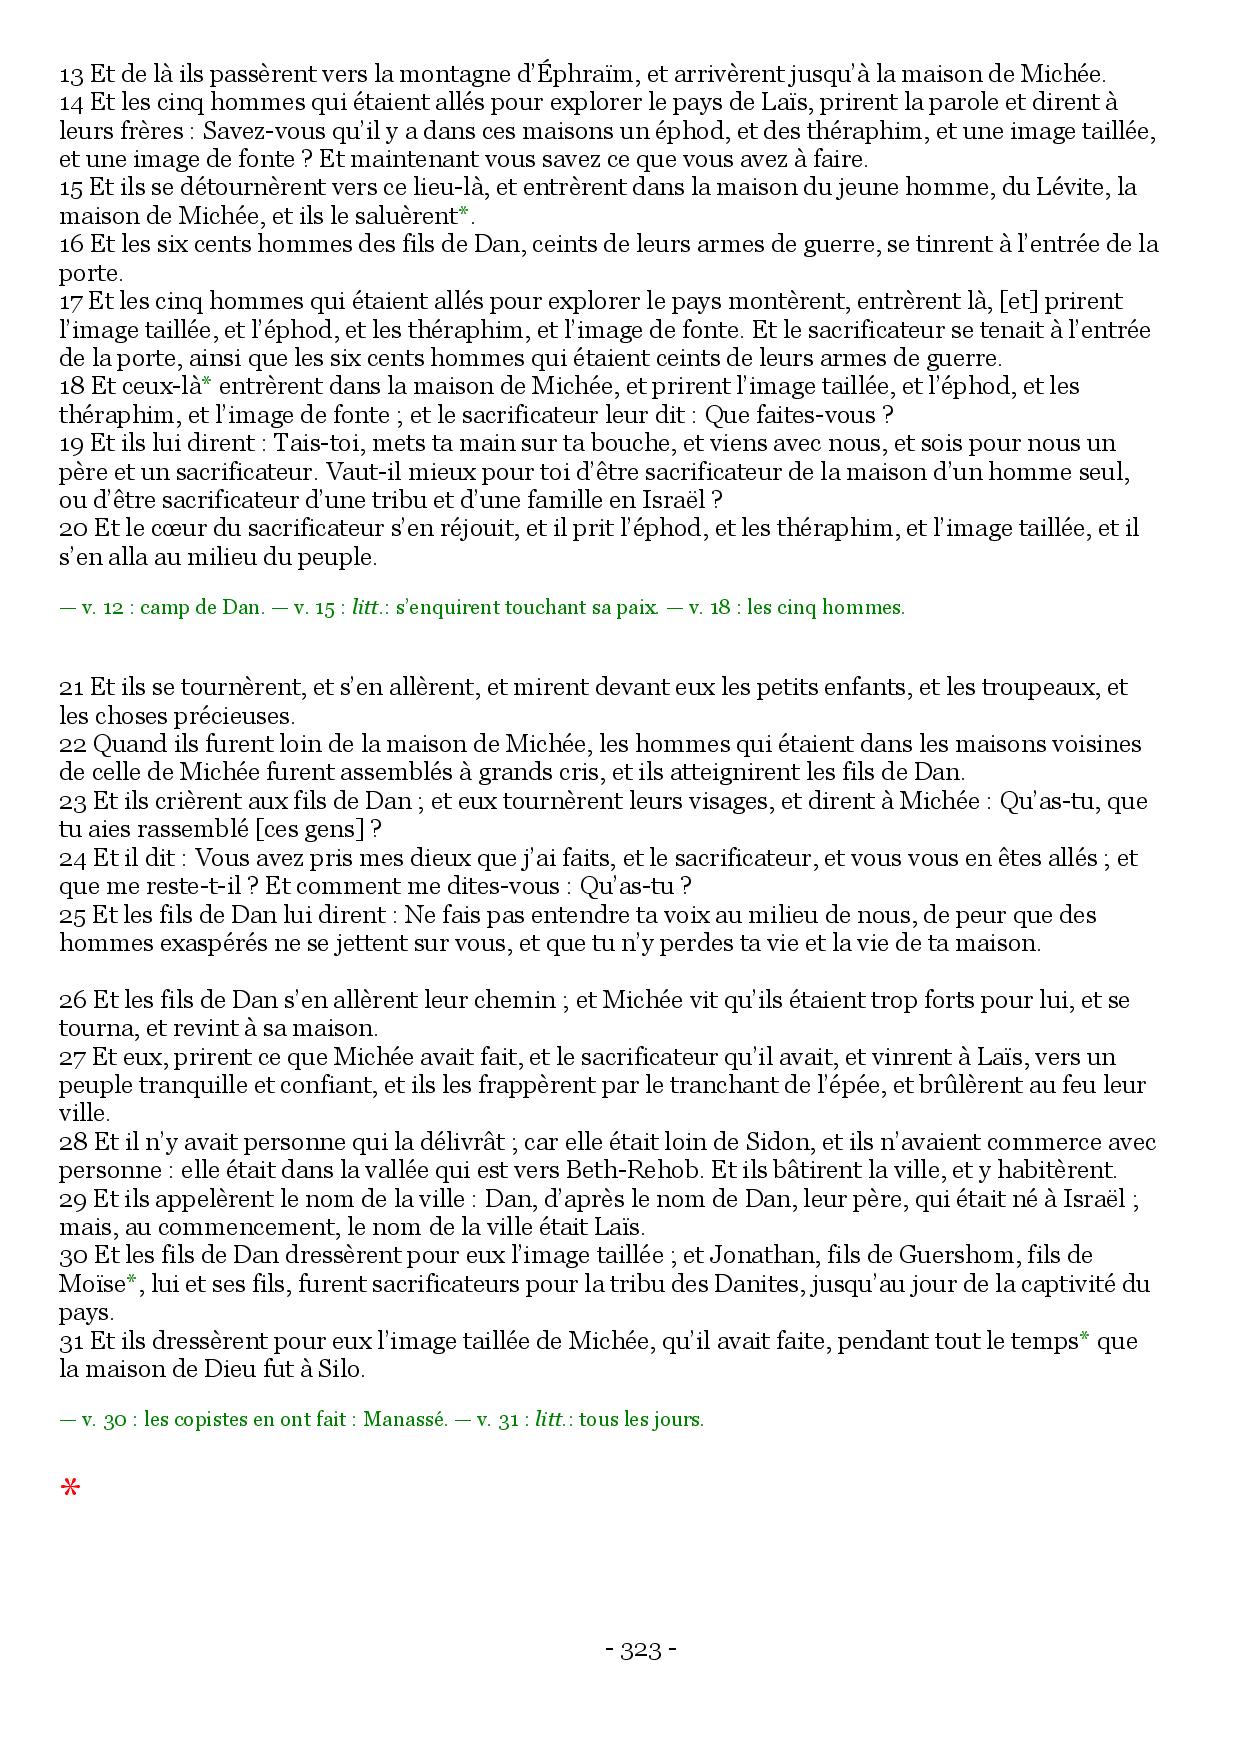 13 Et de là ils passèrent vers la montagne d’Éphraïm, et arrivèrent jusqu’à la maison de Michée.
14 Et les cinq hommes qui étaient allés pour explorer le pays de Laïs, prirent la parole et dirent à
leurs frères : Savez-vous qu’il y a dans ces maisons un éphod, et des théraphim, et une image taillée,
et une image de fonte ? Et maintenant vous savez ce que vous avez à faire.
15 Et ils se détournèrent vers ce lieu-là, et entrèrent dans la maison du jeune homme, du Lévite, la
maison de Michée, et ils le saluèrent*.
16 Et les six cents hommes des fils de Dan, ceints de leurs armes de guerre, se tinrent à l’entrée de la
porte.
17 Et les cinq hommes qui étaient allés pour explorer le pays montèrent, entrèrent là, [et] prirent
l’image taillée, et l’éphod, et les théraphim, et l’image de fonte. Et le sacrificateur se tenait à l’entrée
de la porte, ainsi que les six cents hommes qui étaient ceints de leurs armes de guerre.
18 Et ceux-là* entrèrent dans la maison de Michée, et prirent l’image taillée, et l’éphod, et les
théraphim, et l’image de fonte ; et le sacrificateur leur dit : Que faites-vous ?
19 Et ils lui dirent : Tais-toi, mets ta main sur ta bouche, et viens avec nous, et sois pour nous un
père et un sacrificateur. Vaut-il mieux pour toi d’être sacrificateur de la maison d’un homme seul,
ou d’être sacrificateur d’une tribu et d’une famille en Israël ?
20 Et le cœur du sacrificateur s’en réjouit, et il prit l’éphod, et les théraphim, et l’image taillée, et il
s’en alla au milieu du peuple.
— v. 12 : camp de Dan. — v. 15 : litt.: s’enquirent touchant sa paix. — v. 18 : les cinq hommes.
21 Et ils se tournèrent, et s’en allèrent, et mirent devant eux les petits enfants, et les troupeaux, et
les choses précieuses.
22 Quand ils furent loin de la maison de Michée, les hommes qui étaient dans les maisons voisines
de celle de Michée furent assemblés à grands cris, et ils atteignirent les fils de Dan.
23 Et ils crièrent aux fils de Dan ; et eux tournèrent leurs visages, et dirent à Michée : Qu’as-tu, que
tu aies rassemblé [ces gens] ?
24 Et il dit : Vous avez pris mes dieux que j’ai faits, et le sacrificateur, et vous vous en êtes allés ; et
que me reste-t-il ? Et comment me dites-vous : Qu’as-tu ?
25 Et les fils de Dan lui dirent : Ne fais pas entendre ta voix au milieu de nous, de peur que des
hommes exaspérés ne se jettent sur vous, et que tu n’y perdes ta vie et la vie de ta maison.
26 Et les fils de Dan s’en allèrent leur chemin ; et Michée vit qu’ils étaient trop forts pour lui, et se
tourna, et revint à sa maison.
27 Et eux, prirent ce que Michée avait fait, et le sacrificateur qu’il avait, et vinrent à Laïs, vers un
peuple tranquille et confiant, et ils les frappèrent par le tranchant de l’épée, et brûlèrent au feu leur
ville.
28 Et il n’y avait personne qui la délivrât ; car elle était loin de Sidon, et ils n’avaient commerce avec
personne : elle était dans la vallée qui est vers Beth-Rehob. Et ils bâtirent la ville, et y habitèrent.
29 Et ils appelèrent le nom de la ville : Dan, d’après le nom de Dan, leur père, qui était né à Israël ;
mais, au commencement, le nom de la ville était Laïs.
30 Et les fils de Dan dressèrent pour eux l’image taillée ; et Jonathan, fils de Guershom, fils de
Moïse*, lui et ses fils, furent sacrificateurs pour la tribu des Danites, jusqu’au jour de la captivité du
pays.
31 Et ils dressèrent pour eux l’image taillée de Michée, qu’il avait faite, pendant tout le temps* que
la maison de Dieu fut à Silo.
— v. 30 : les copistes en ont fait : Manassé. — v. 31 : litt.: tous les jours.
*
- 323 -